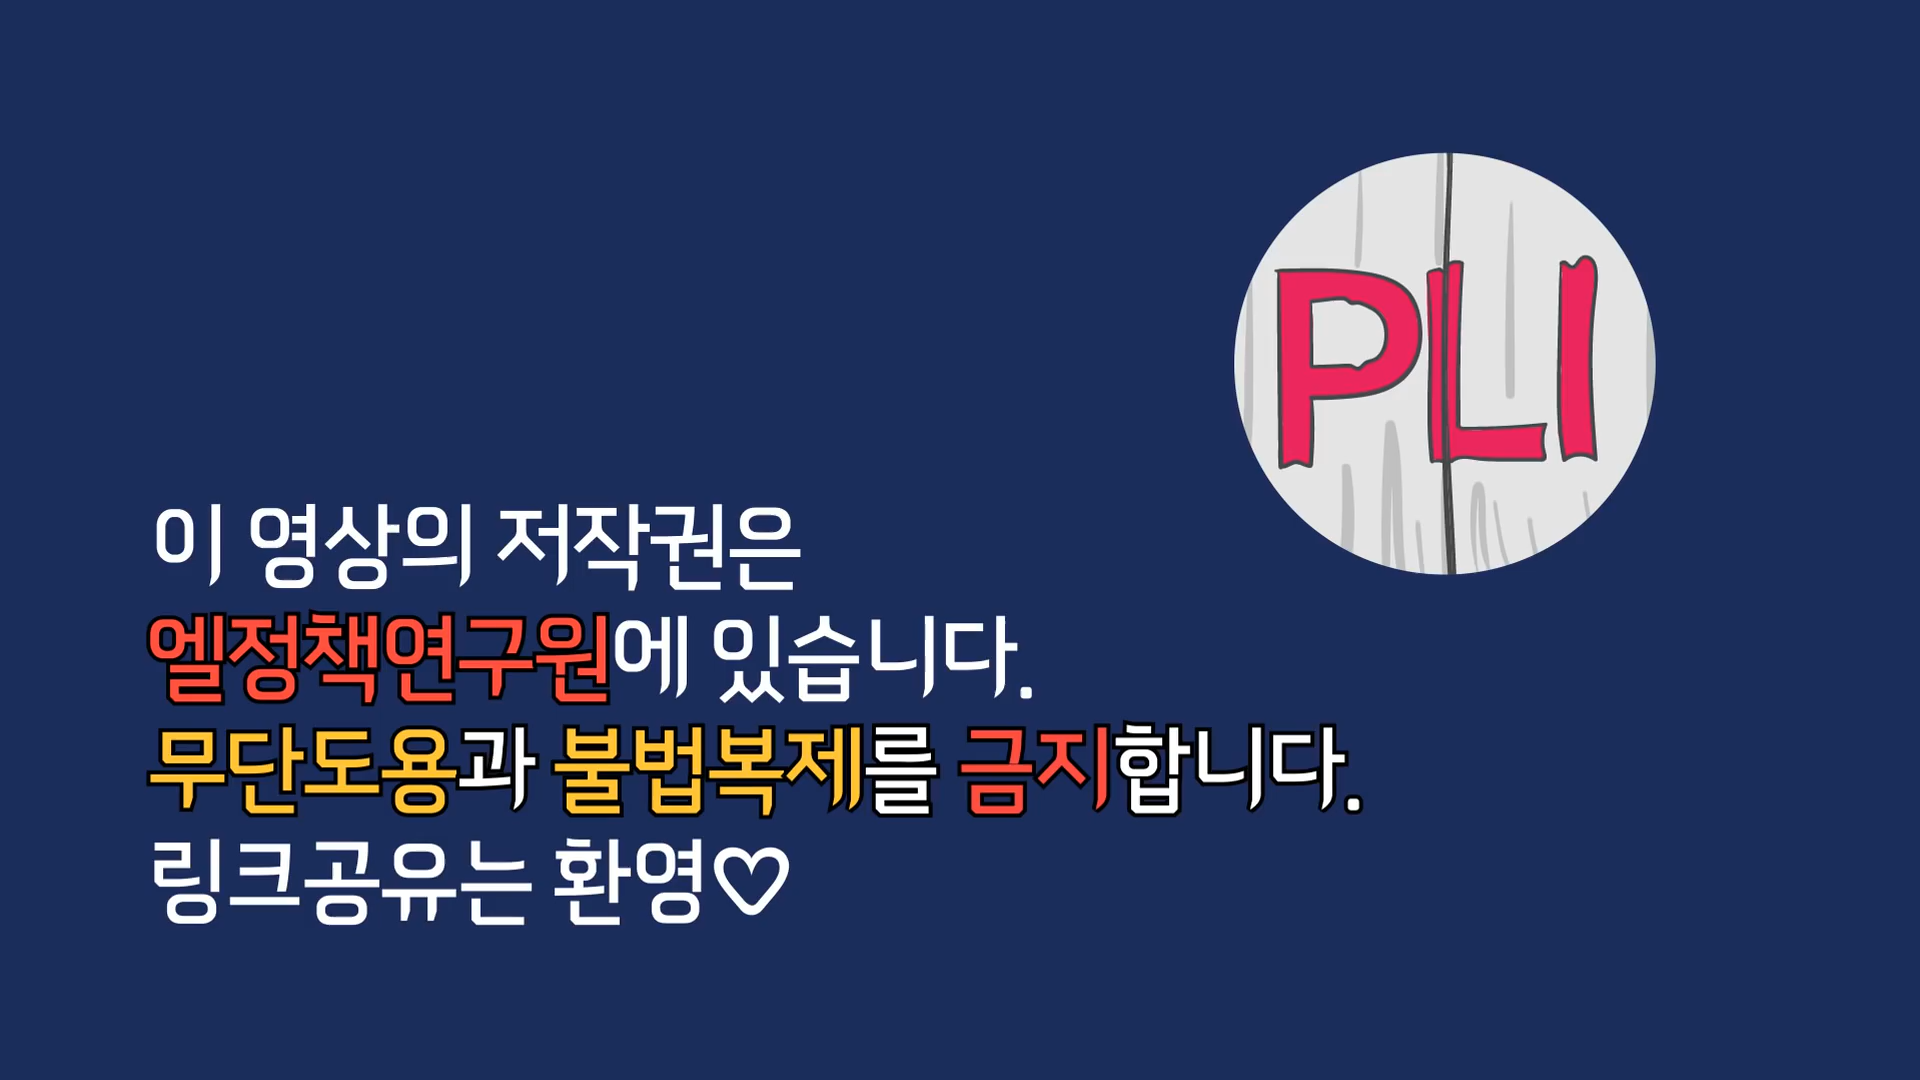 PLI
이 영상의 저작권은
엘정책연구원에 있습니다.
무단도용과 불법복제를 금지합니다.
링크공유는 환영♡